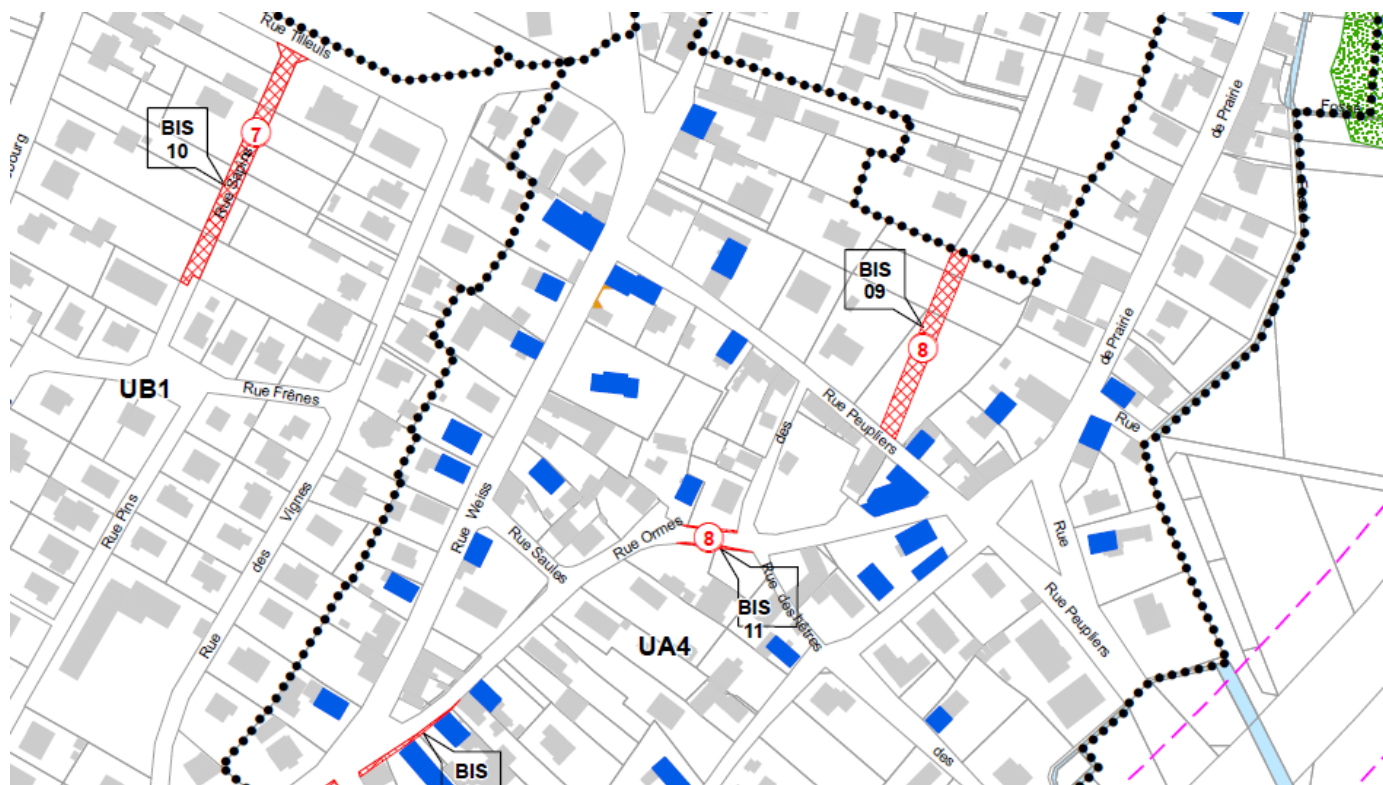 Rue Tilleuls
de Prairie
Fossé
BIS
10
7
Rue Sapins
bourg
BIS
09
8
de Prairie
UB1
Rue Frênes
Rue Peupliers
des
Rue
Rue Pins
des
Vignes
Rue
Rue Weiss
Rue Saules
Rue Ormes
8
BIS
11
Rue des hêtres
Rue
Rue Peupliers
UA4
des
BIS